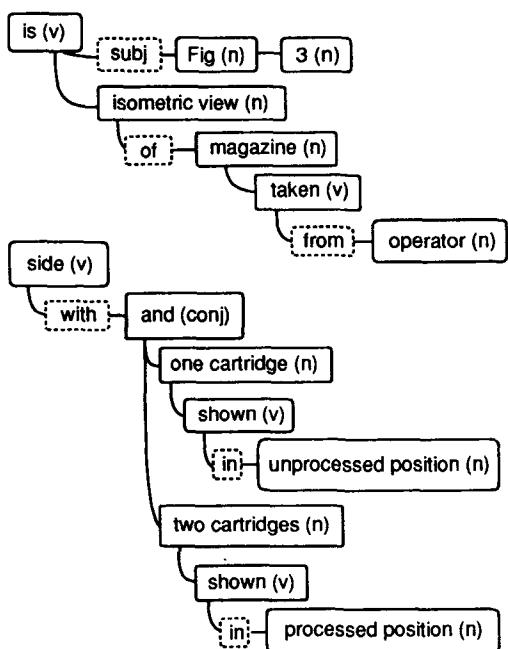 is (v)
subj Fig (n) 3 (n)
isometric view (n)
of magazine (n)
taken (v)
from operator (n)
side (v)
with and (conj)
one cartridge (n)
shown (v)
in unprocessed position (n)
two cartridges (n)
shown (v)
in processed position (n)